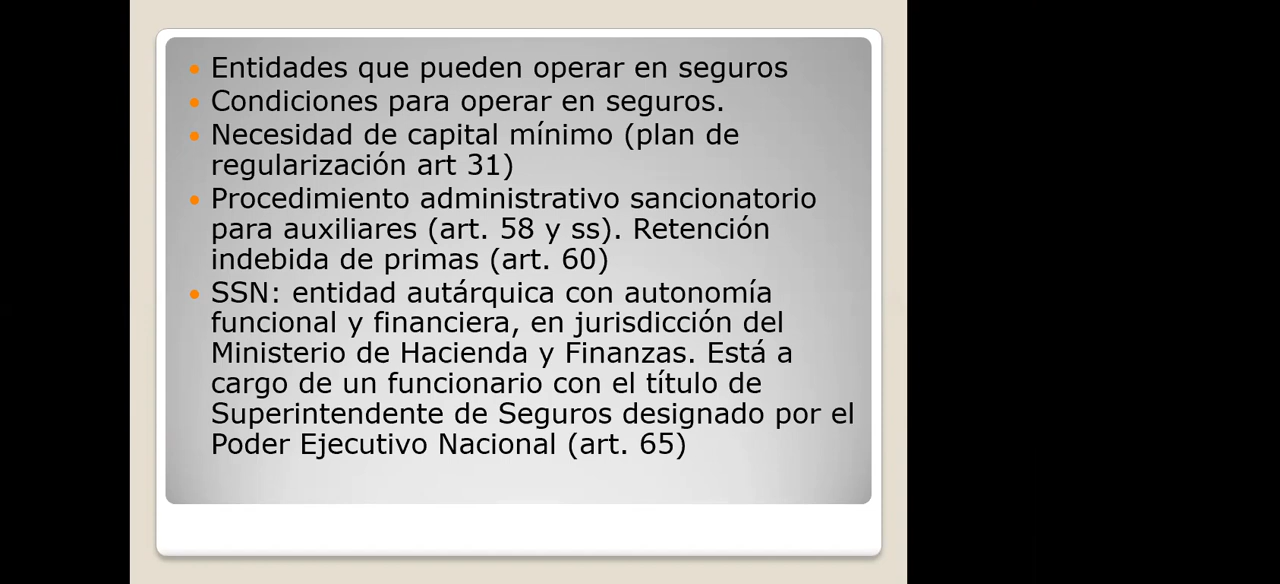 Entidades que pueden operar en seguros
Condiciones para operar en seguros.
Necesidad de capital mínimo (plan de
regularización art 31)
Procedimiento administrativo sancionatorio
para auxiliares (art. 58 y ss). Retención
indebida de primas (art. 60)
SSN: entidad autárquica con autonomía
funcional y financiera, en jurisdicción del
Ministerio de Hacienda y Finanzas. Está a
cargo de un funcionario con el título de
Superintendente de Seguros designado por el
Poder Ejecutivo Nacional (art. 65)